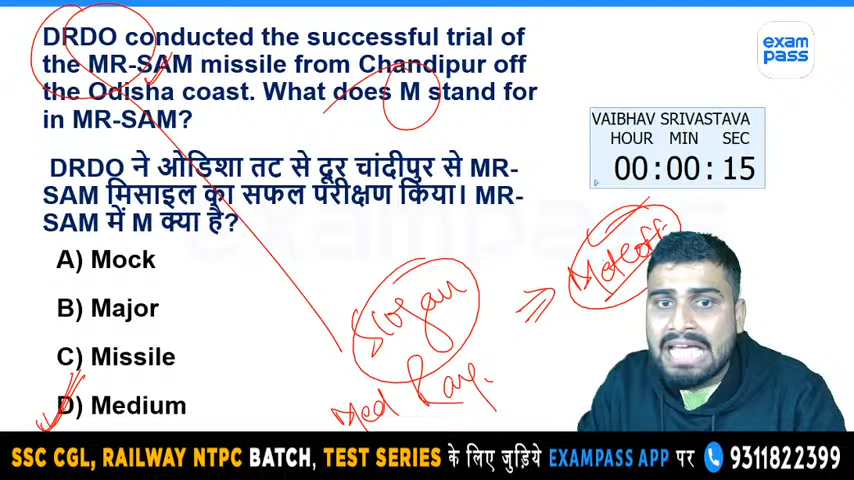 DRDO conducted the successful trial of
the MR-SAM missile from Chandipur off
the Odisha coast. What does M stand for
in MR-SAM?
DRDO ने ओडिशा तट से दूर चांदीपुर से MR-
SAM मिसाइल का सफल परीक्षण किया। MR-
SAM में M क्या है?
A) Mock
B) Major
C) Missile
D) Medium
exam
pass
VAIBHAV SRIVASTAVA
HOUR MIN SEC
00:00:15
Slogan
Med Ray.
SSC CGL, RAILWAY NTPC BATCH, TEST SERIES के लिए जुड़िये EXAMPASS APP पर 9311822399